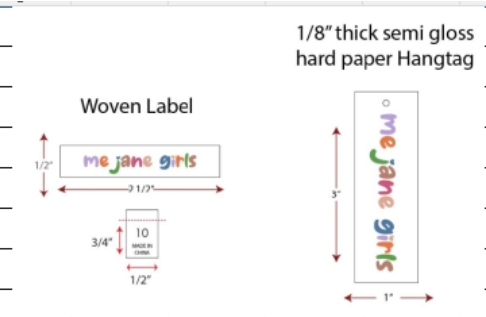 1/8" thick semi gloss
hard paper Hangtag
Woven Label
1/2"
me jane girls
2 1/2"
3/4"
10
MADE IN
CHINA
1/2"
me jane girls
3"
1"